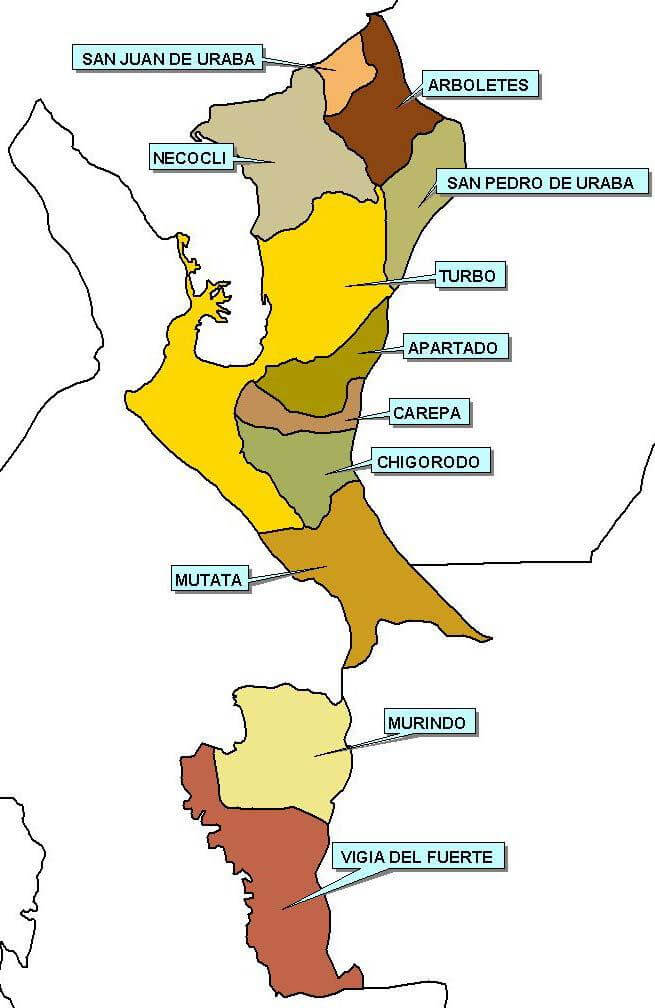 SAN JUAN DE URABA
ARBOLETES
NECOCLI
SAN PEDRO DE URABA
TURBO
APARTADO
CAREPA
CHIGORODO
MUTATA
MURINDO
VIGIA DEL FUERTE